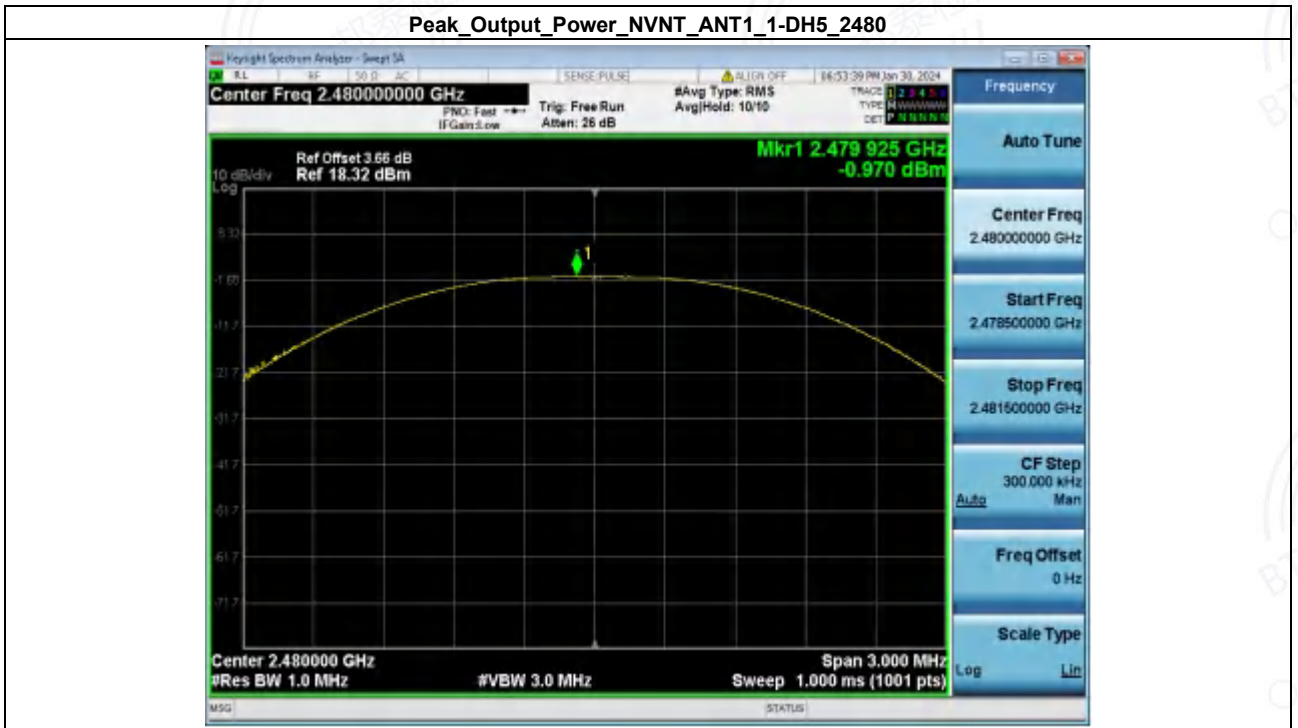 Peak_Output_Power_NVNT_ANT1_1-DH5_2480
Keysight Spectrum Analyzer - Swept SA
RL RF 50 Ω AC SENSE:PULSE ALIGN OFF 06:53:39 PM Jan 30, 2024
Center Freq 2.480000000 GHz
PNO: Fast
IFGain:Low
Trig: Free Run
Atten: 26 dB
#Avg Type: RMS
Avg|Hold: 10/10
TRACE 1 2 3 4 5 6
TYPE M WWWWW
DET P N N N N N
Mkr1 2.479 925 GHz
-0.970 dBm
Ref Offset 3.66 dB
10 dB/div Ref 18.32 dBm
Log
8.32
1
-1.68
-11.7
-21.7
-31.7
-41.7
-51.7
-61.7
-71.7
Center 2.480000 GHz Span 3.000 MHz
#Res BW 1.0 MHz #VBW 3.0 MHz Sweep 1.000 ms (1001 pts)
MSG STATUS
Frequency
Auto Tune
Center Freq
2.480000000 GHz
Start Freq
2.478500000 GHz
Stop Freq
2.481500000 GHz
CF Step
300.000 kHz
Auto Man
Freq Offset
0 Hz
Scale Type
Log Lin